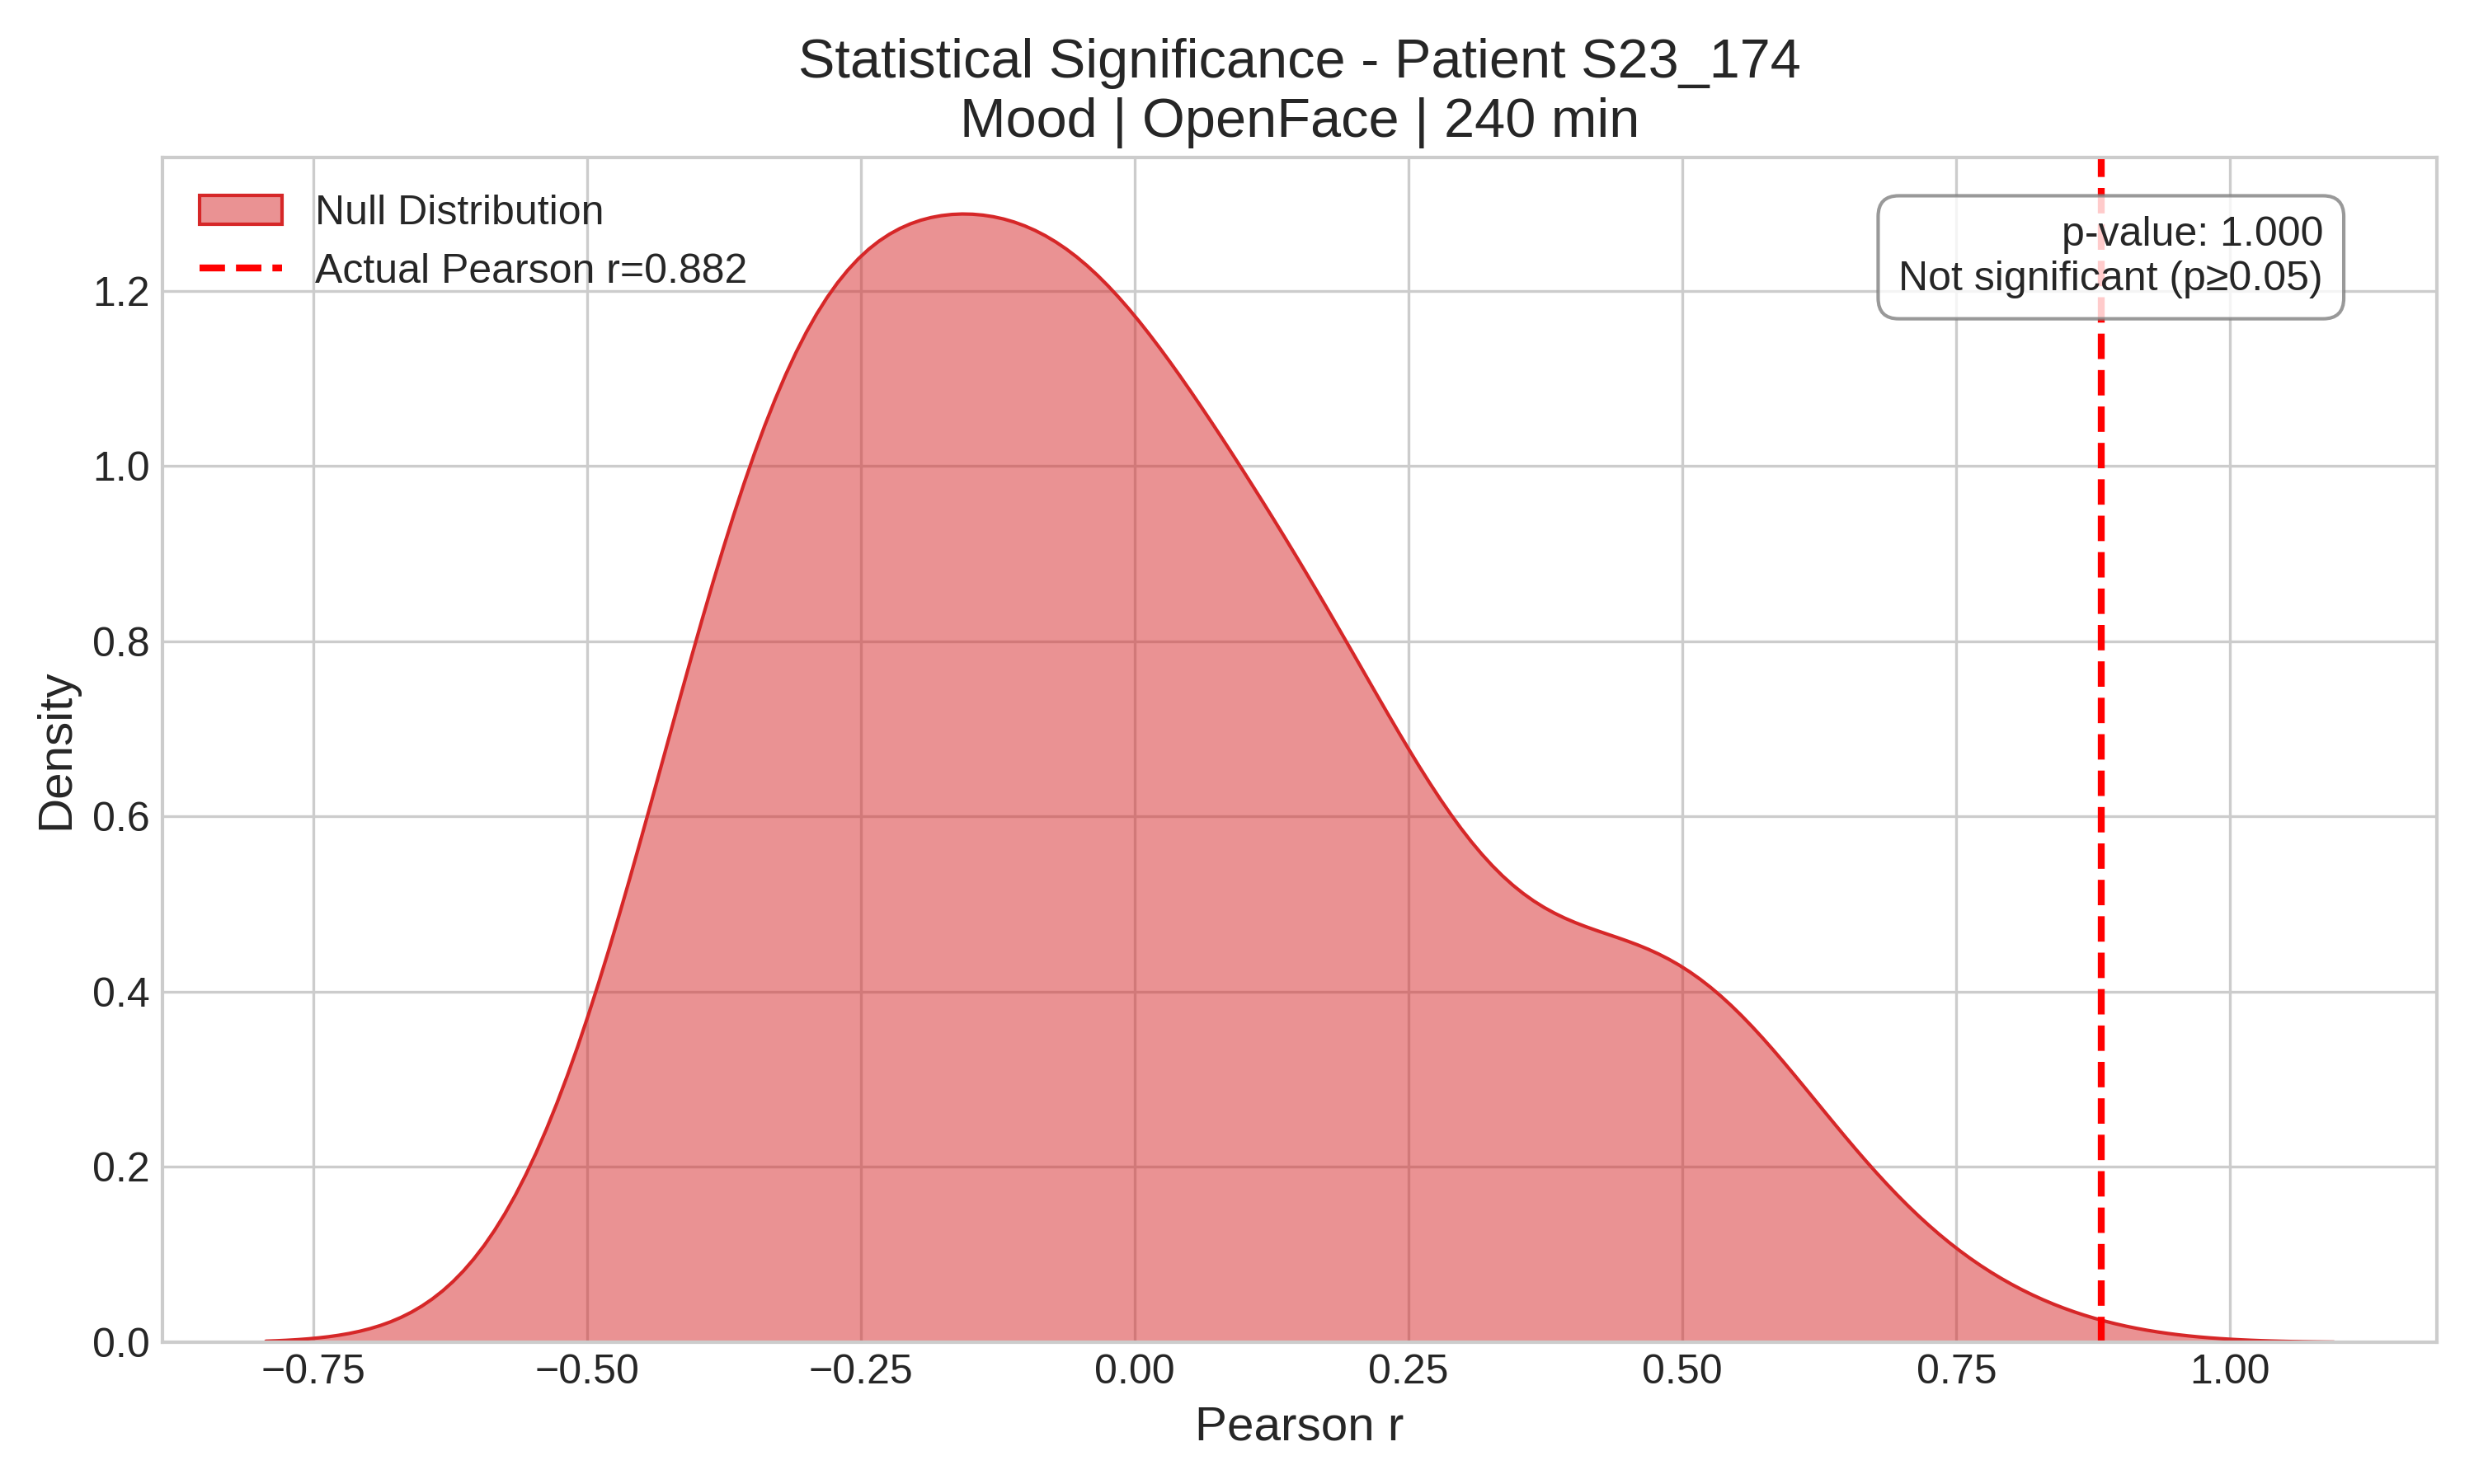 Statistical Significance - Patient S23_174
Mood | OpenFace | 240 min
Null Distribution
Actual Pearson r=0.882
p-value: 1.000
Not significant (p≥0.05)
Density
1.2
1.0
0.8
0.6
0.4
0.2
0.0
−0.75 −0.50 −0.25 0.00 0.25 0.50 0.75 1.00
Pearson r